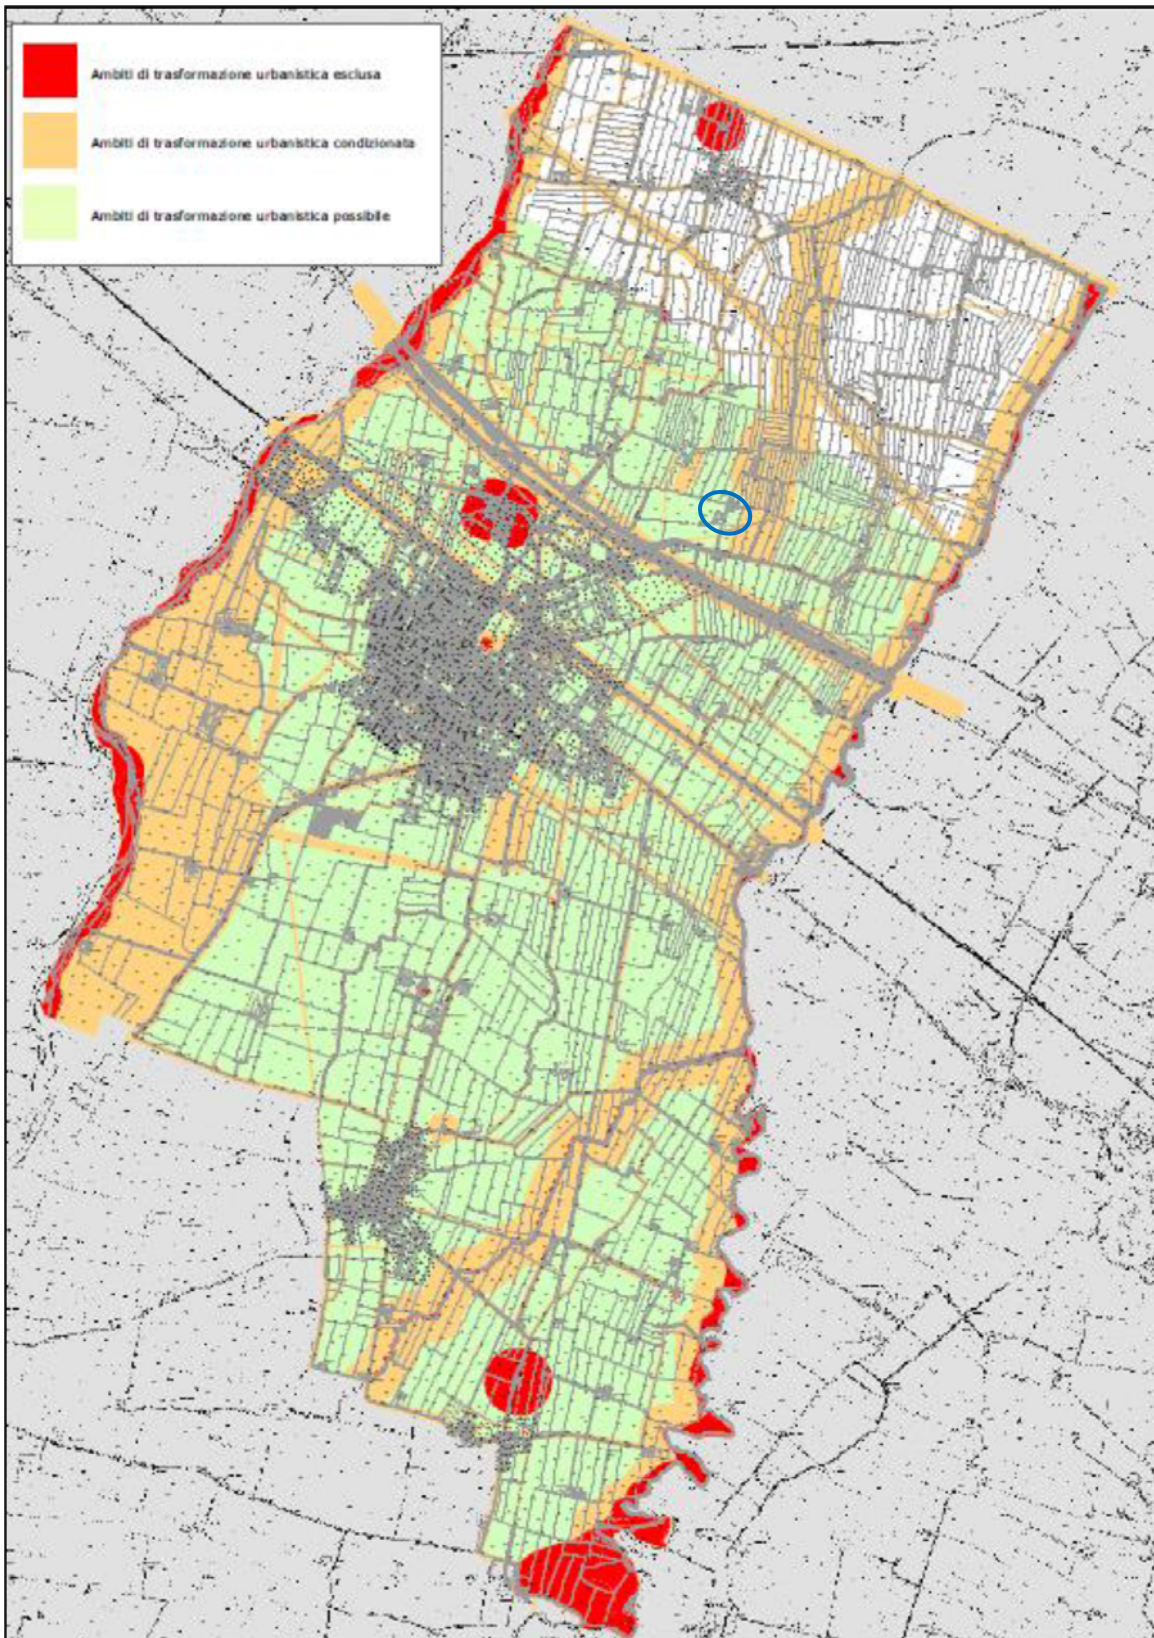 Ambiti di trasformazione urbanistica esclusa
Ambiti di trasformazione urbanistica condizionata
Ambiti di trasformazione urbanistica possibile